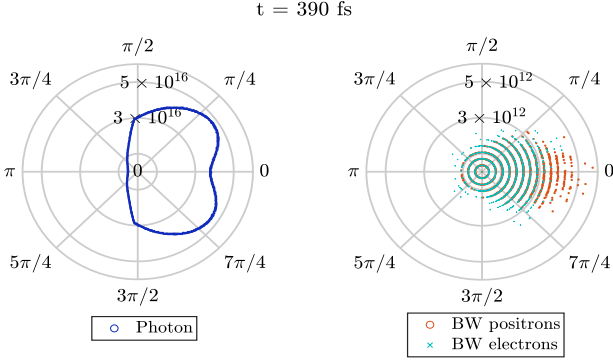 t = 390 fs
π/2
3π/4
π/4
5 × 10^16
3 × 10^16
π
0
0
5π/4
7π/4
3π/2
Photon
π/2
3π/4
π/4
5 × 10^12
3 × 10^12
π
0
5π/4
7π/4
3π/2
BW positrons
BW electrons